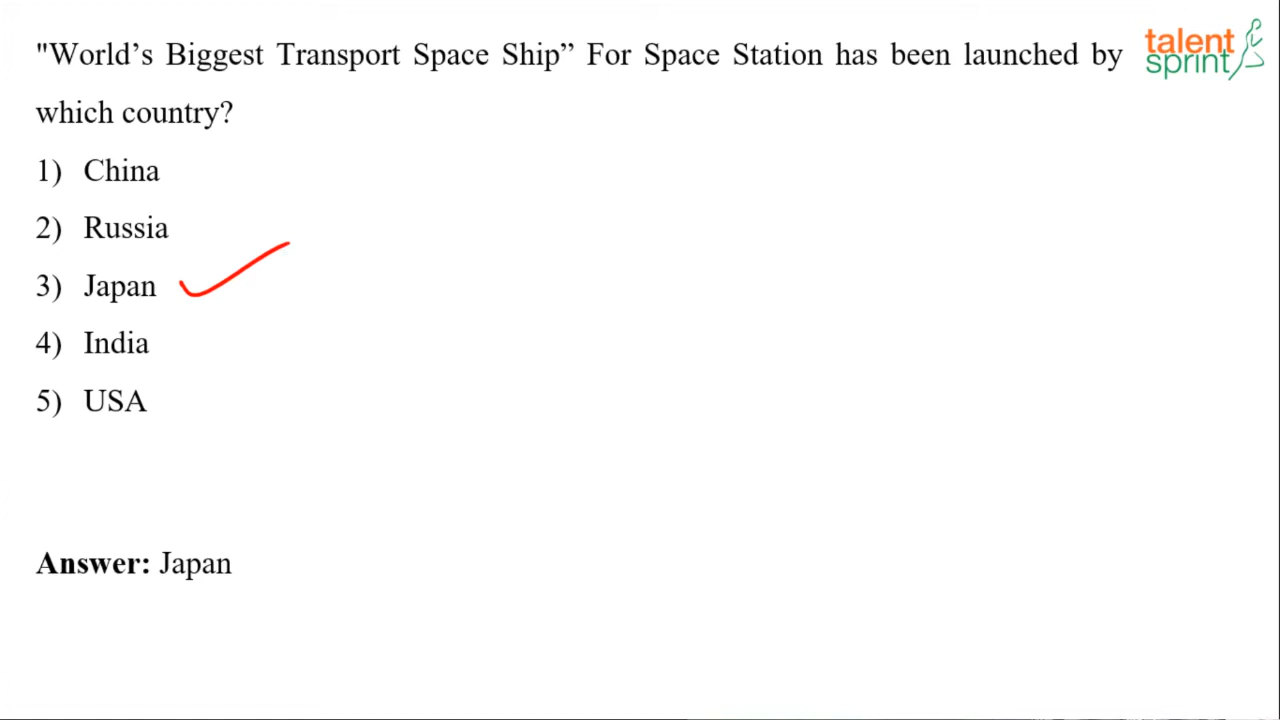 "World’s Biggest Transport Space Ship” For Space Station has been launched by
which country?
1) China
2) Russia
3) Japan
4) India
5) USA
Answer: Japan
talent
sprint